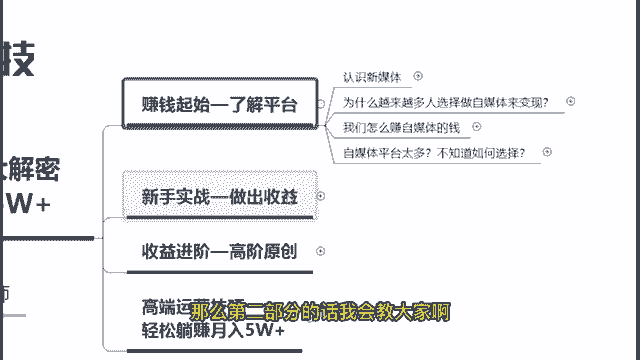 技
大解密
W+
师
赚钱起始—了解平台
认识新媒体
为什么越来越多人选择做自媒体来变现?
我们怎么赚自媒体的钱
自媒体平台太多?不知道如何选择?
新手实战—做出收益
收益进阶—高阶原创
高端运营
轻松躺赚月入5W+
那么第二部分的话我会教大家啊